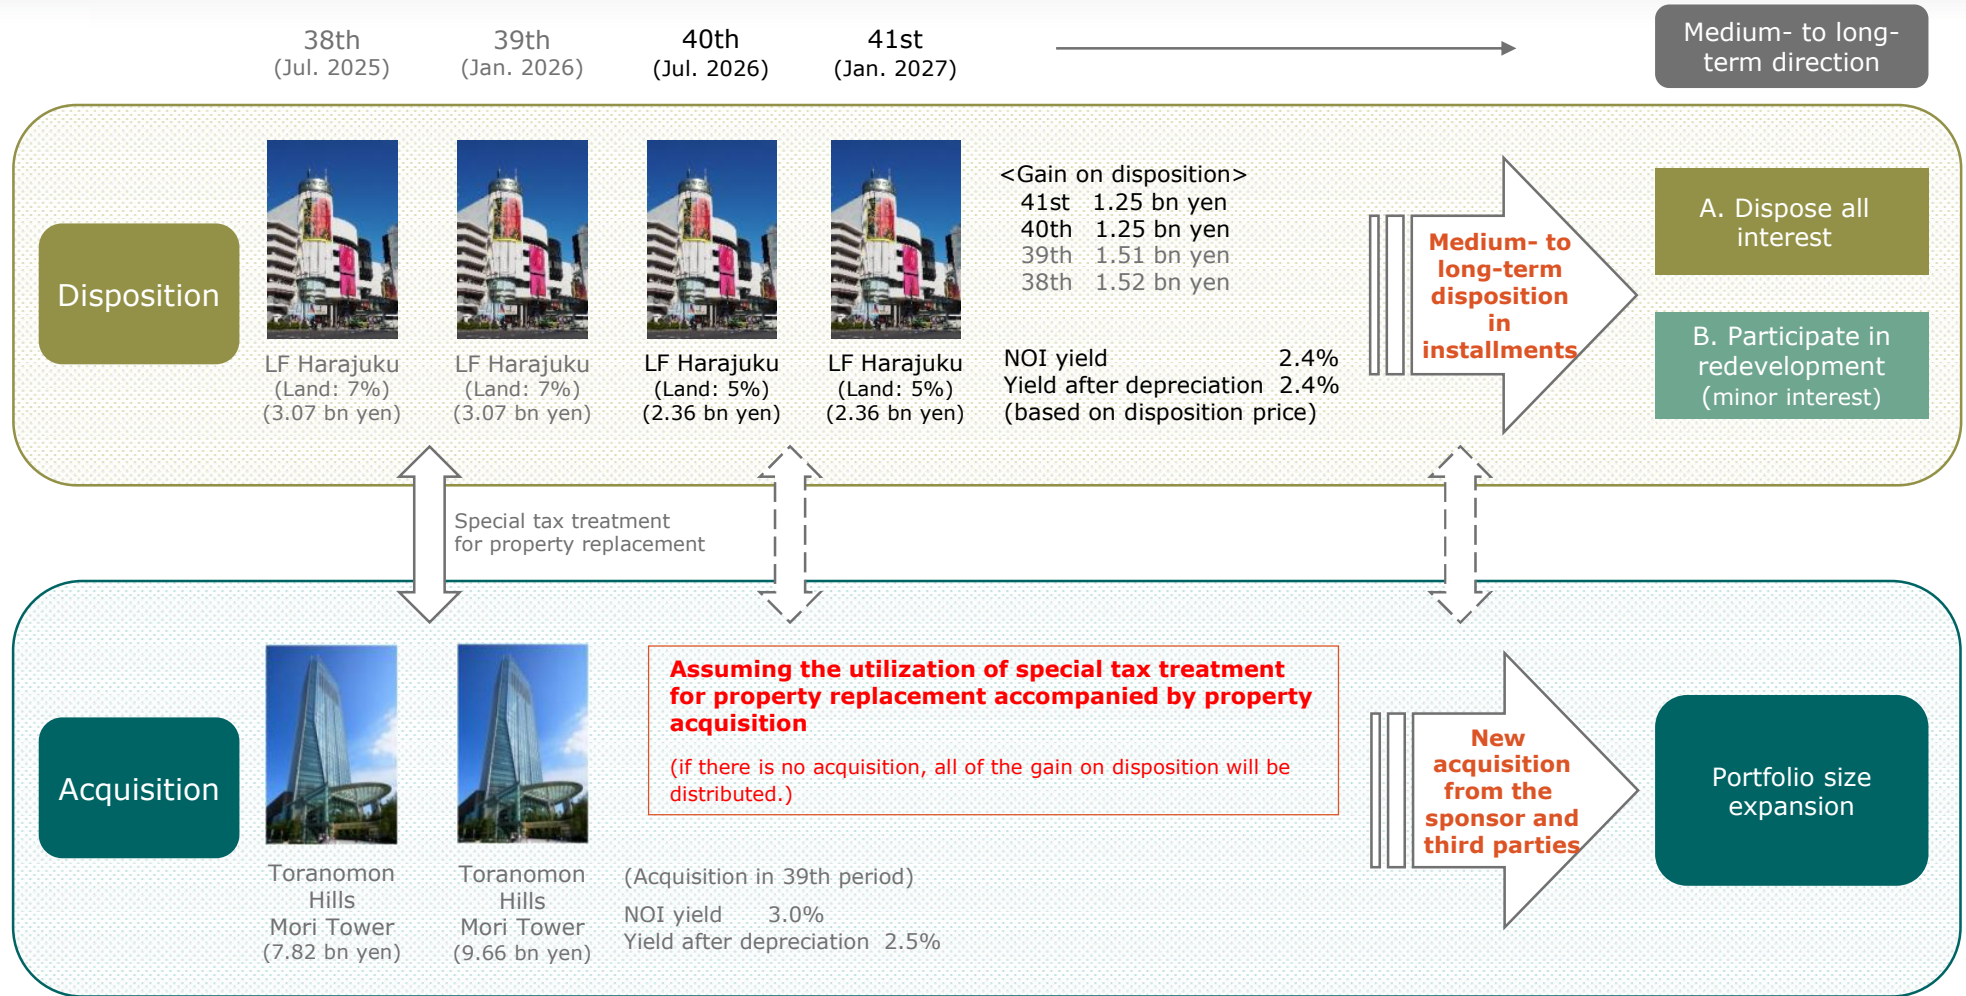 38th
(Jul. 2025)
39th
(Jan. 2026)
40th
(Jul. 2026)
41st
(Jan. 2027)
Medium- to long-
term direction
Disposition
LF Harajuku
(Land: 7%)
(3.07 bn yen)
LF Harajuku
(Land: 7%)
(3.07 bn yen)
LF Harajuku
(Land: 5%)
(2.36 bn yen)
LF Harajuku
(Land: 5%)
(2.36 bn yen)
<Gain on disposition>
41st 1.25 bn yen
40th 1.25 bn yen
39th 1.51 bn yen
38th 1.52 bn yen
NOI yield 2.4%
Yield after depreciation 2.4%
(based on disposition price)
Medium- to
long-term
disposition
in
installments
A. Dispose all
interest
B. Participate in
redevelopment
(minor interest)
Special tax treatment
for property replacement
Acquisition
Toranomon
Hills
Mori Tower
(7.82 bn yen)
Toranomon
Hills
Mori Tower
(9.66 bn yen)
Assuming the utilization of special tax treatment
for property replacement accompanied by property
acquisition
(if there is no acquisition, all of the gain on disposition will be
distributed.)
(Acquisition in 39th period)
NOI yield 3.0%
Yield after depreciation 2.5%
New
acquisition
from the
sponsor and
third parties
Portfolio size
expansion